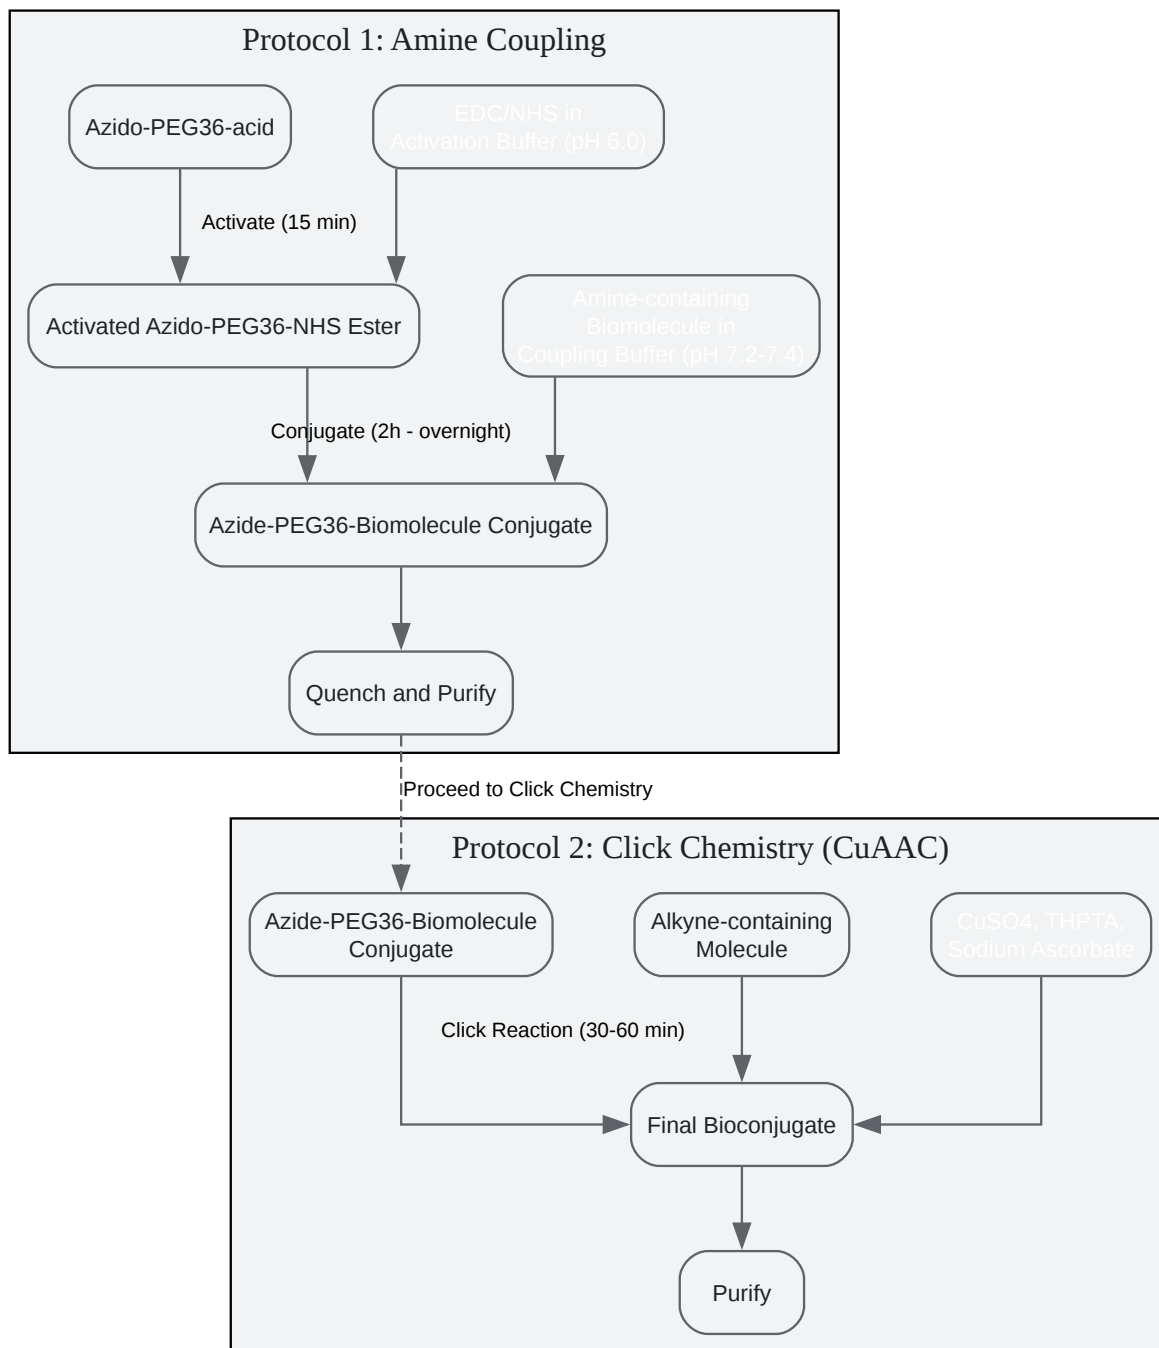 Protocol 1: Amine Coupling
Azido-PEG36-acid
EDC/NHS in
Activation Buffer (pH 6.0)
Activate (15 min)
Activated Azido-PEG36-NHS Ester
Amine-containing
Biomolecule in
Coupling Buffer (pH 7.2-7.4)
Conjugate (2h - overnight)
Azide-PEG36-Biomolecule Conjugate
Quench and Purify
Proceed to Click Chemistry
Protocol 2: Click Chemistry (CuAAC)
Azide-PEG36-Biomolecule
Conjugate
Alkyne-containing
Molecule
CuSO4, THPTA,
Sodium Ascorbate
Click Reaction (30-60 min)
Final Bioconjugate
Purify